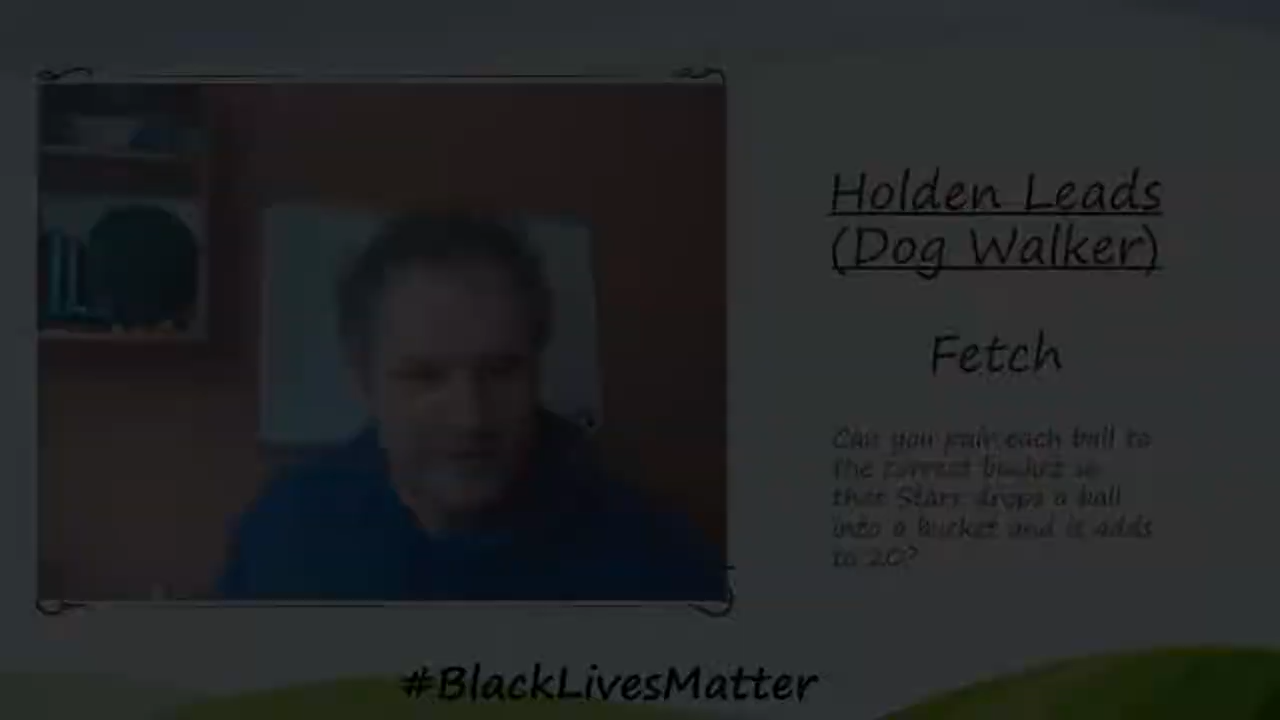 Holden Leads
(Dog Walker)
Fetch
Can you pair each ball to
the correct bucket so
that Stars drops a ball
into a bucket and it adds
to 20?
#BlackLivesMatter